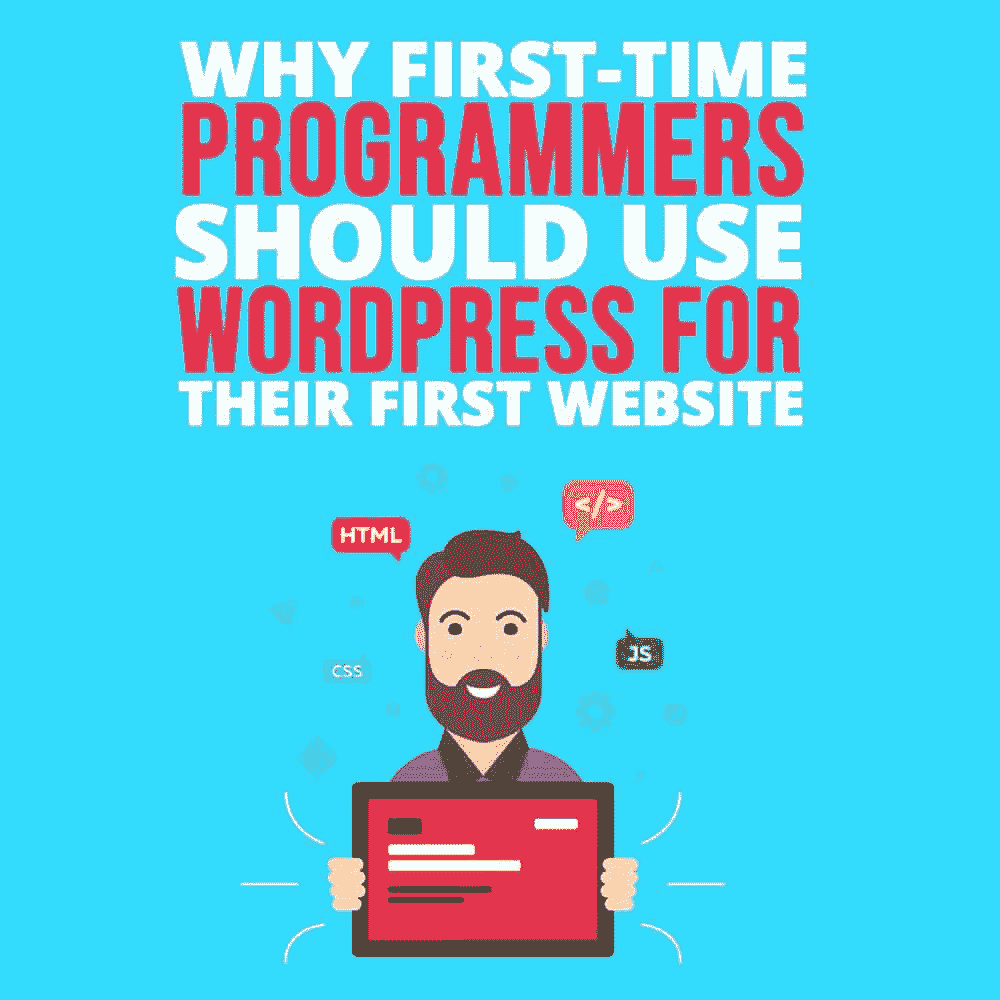 WHY FIRST-TIME
PROGRAMMERS
SHOULD USE
WORDPRESS FOR
THEIR FIRST WEBSITE
</>
HTML
JS
CSS